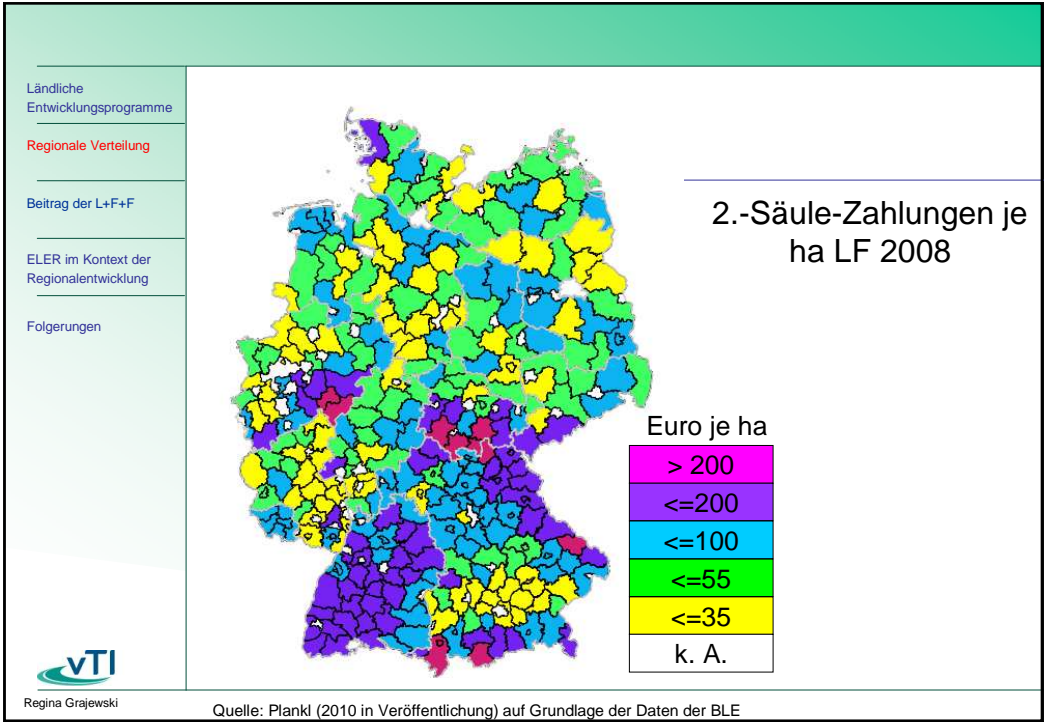 Ländliche
Entwicklungsprogramme
Regionale Verteilung
Beitrag der L+F+F
ELER im Kontext der
Regionalentwicklung
Folgerungen
2.-Säule-Zahlungen je
ha LF 2008
Euro je ha
> 200
<=200
<=100
<=55
<=35
k. A.
vTI
Regina Grajewski
Quelle: Plankl (2010 in Veröffentlichung) auf Grundlage der Daten der BLE